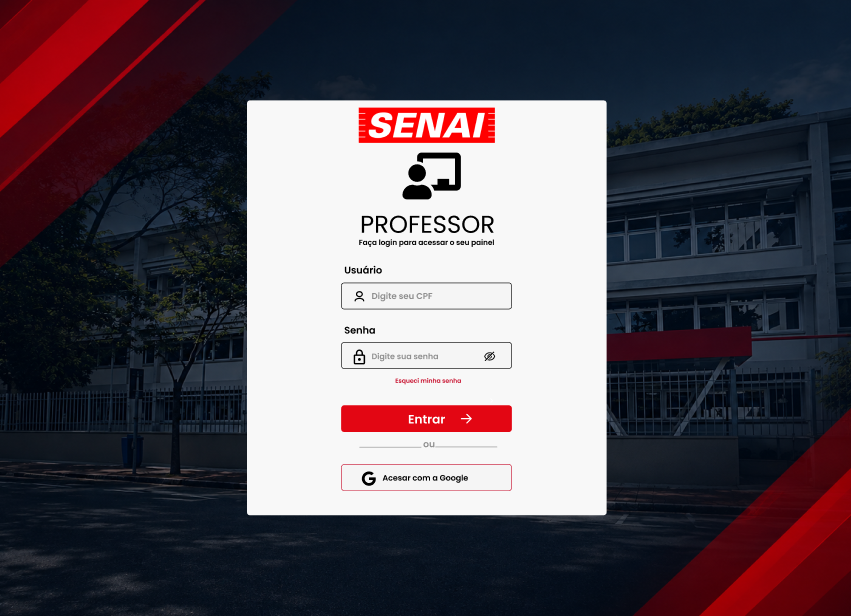 SENAI
PROFESSOR
Faça login para acessar o seu painel
Usuário
Digite seu CPF
Senha
Digite sua senha
Esqueci minha senha
Entrar
ou
Acesar com a Google